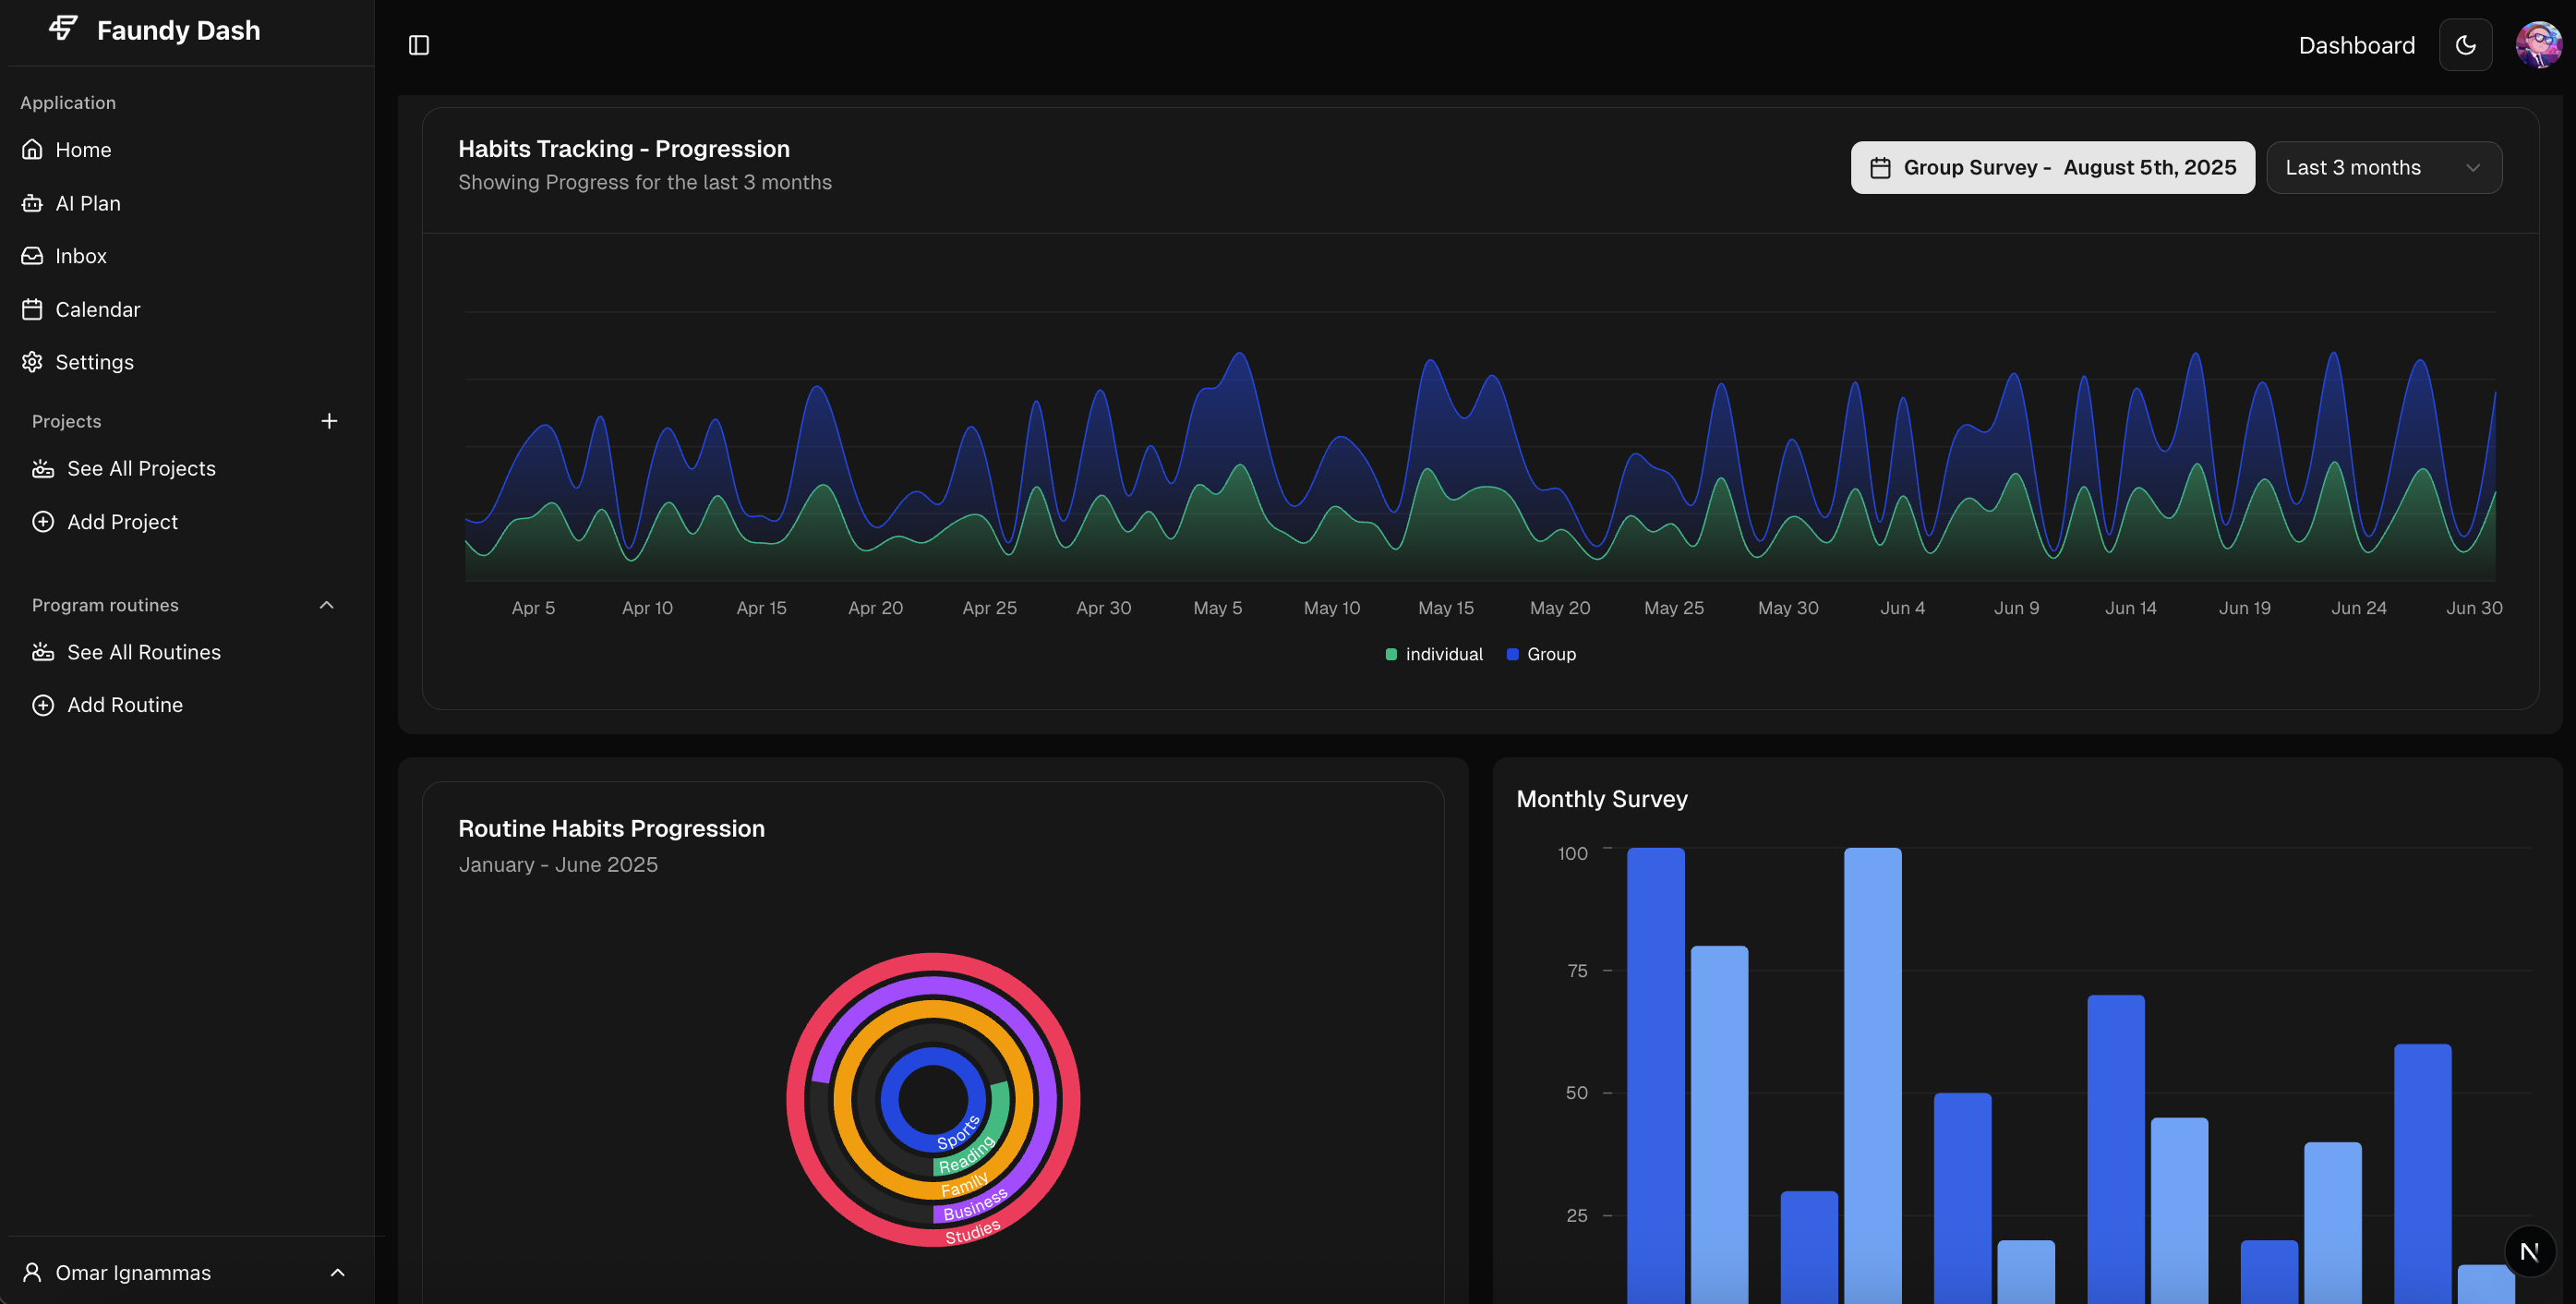 Faundy Dash
Application
Home
AI Plan
Inbox
Calendar
Settings
Projects
See All Projects
Add Project
Program routines
See All Routines
Add Routine
Omar Ignammas
Dashboard
Habits Tracking - Progression
Showing Progress for the last 3 months
Group Survey - August 5th, 2025
Last 3 months
Apr 5 Apr 10 Apr 15 Apr 20 Apr 25 Apr 30 May 5 May 10 May 15 May 20 May 25 May 30 Jun 4 Jun 9 Jun 14 Jun 19 Jun 24 Jun 30
individual Group
Routine Habits Progression
January - June 2025
Sports
Reading
Family
Business
Studies
Monthly Survey
100
75
50
25
N